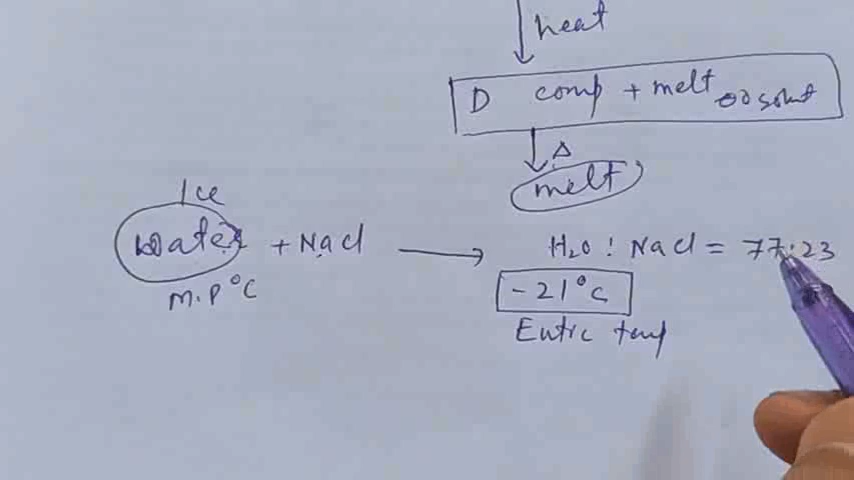 heat
D comp + melt
Δ
melt
Ice
Water + NaCl → H₂O : NaCl = 77:23
M.P °C
-21°C
Eutic temp